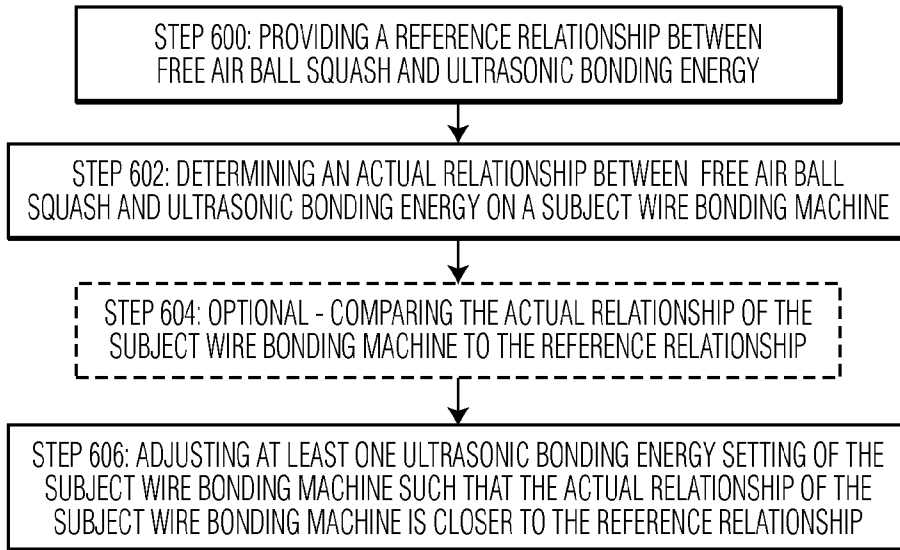 STEP 600: PROVIDING A REFERENCE RELATIONSHIP BETWEEN
FREE AIR BALL SQUASH AND ULTRASONIC BONDING ENERGY
STEP 602: DETERMINING AN ACTUAL RELATIONSHIP BETWEEN FREE AIR BALL
SQUASH AND ULTRASONIC BONDING ENERGY ON A SUBJECT WIRE BONDING MACHINE
STEP 604: OPTIONAL - COMPARING THE ACTUAL RELATIONSHIP OF THE
SUBJECT WIRE BONDING MACHINE TO THE REFERENCE RELATIONSHIP
STEP 606: ADJUSTING AT LEAST ONE ULTRASONIC BONDING ENERGY SETTING OF THE
SUBJECT WIRE BONDING MACHINE SUCH THAT THE ACTUAL RELATIONSHIP OF THE
SUBJECT WIRE BONDING MACHINE IS CLOSER TO THE REFERENCE RELATIONSHIP